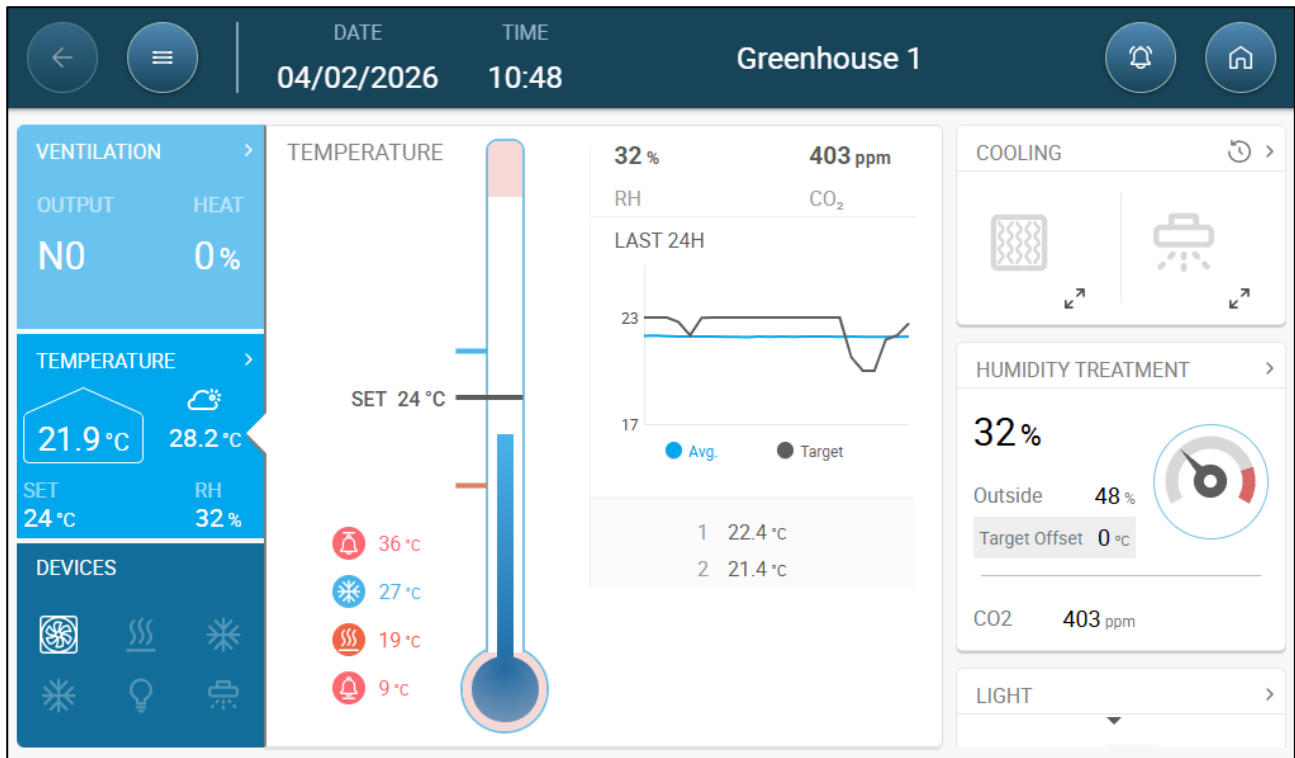 DATE TIME
04/02/2026 10:48
Greenhouse 1
VENTILATION
OUTPUT HEAT
N0 0 %
TEMPERATURE
21.9 °C 28.2 °C
SET RH
24 °C 32 %
DEVICES
TEMPERATURE
SET 24 °C
36 °C
27 °C
19 °C
9 °C
32 % 403 ppm
RH CO₂
LAST 24H
23
17
Avg. Target
1 22.4 °C
2 21.4 °C
COOLING
HUMIDITY TREATMENT
32 %
Outside 48 %
Target Offset 0 °C
CO2 403 ppm
LIGHT